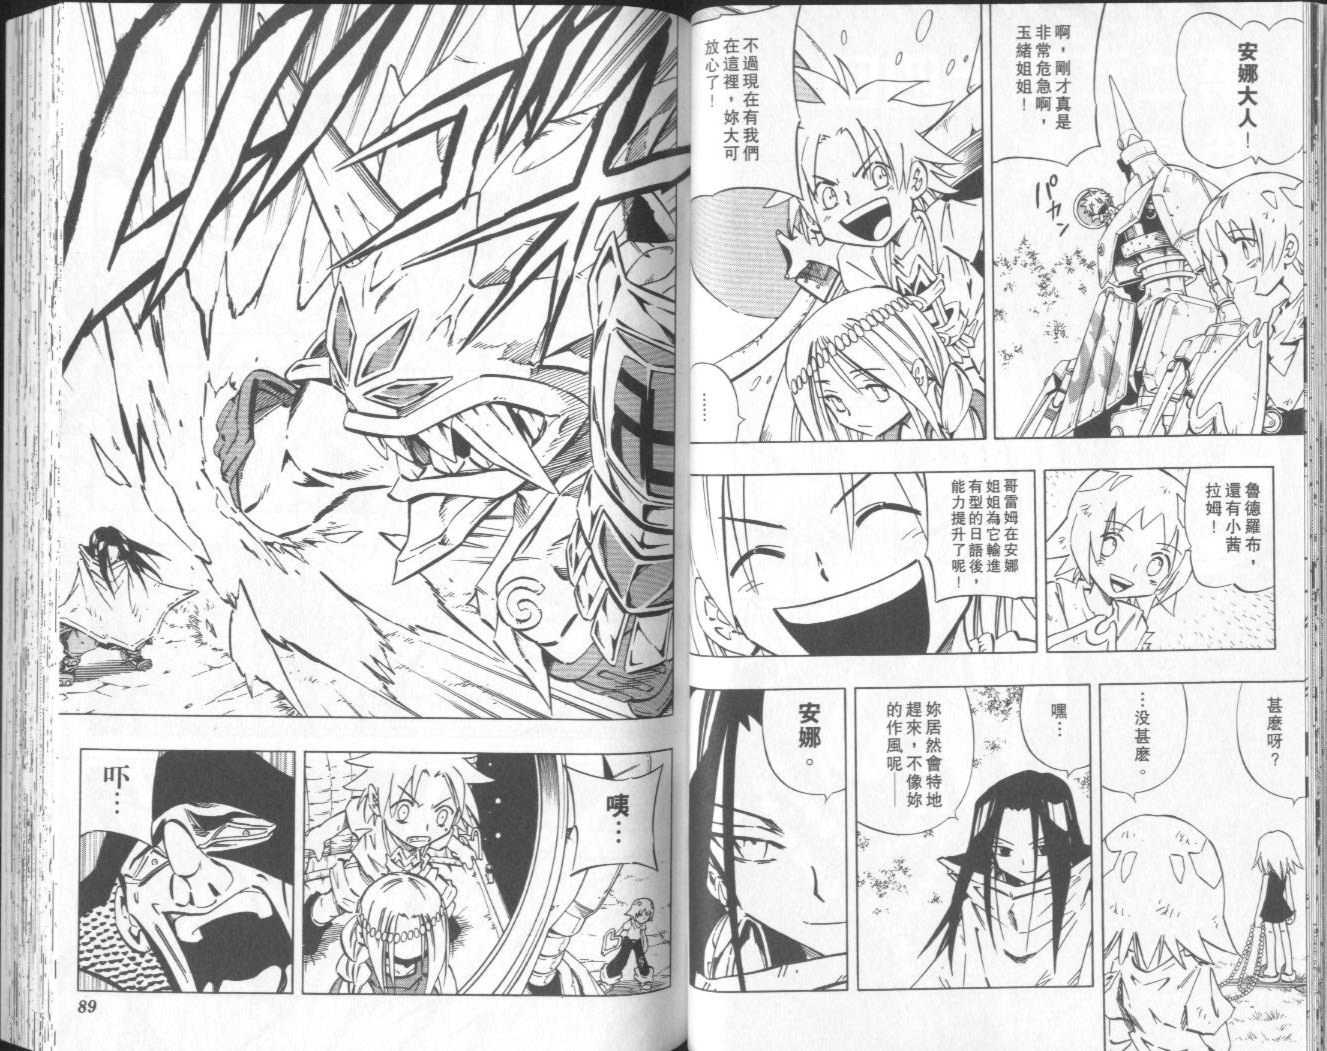 安娜大人！
啊，剛才真是
非常危急啊，
玉緒姐姐！
パカン
不過現在有我們
在這裡，妳大可
放心了！
……
魯德羅布，
還有小茜
拉姆！
哥雷姆在安娜
姐姐為它輸進
有型的日語後，
能力提升了呢！
甚麼呀？
…没甚麼。
嘿…
妳居然會特地
趕來，不像妳
的作風呢──
安娜。
咦…
吓…
89